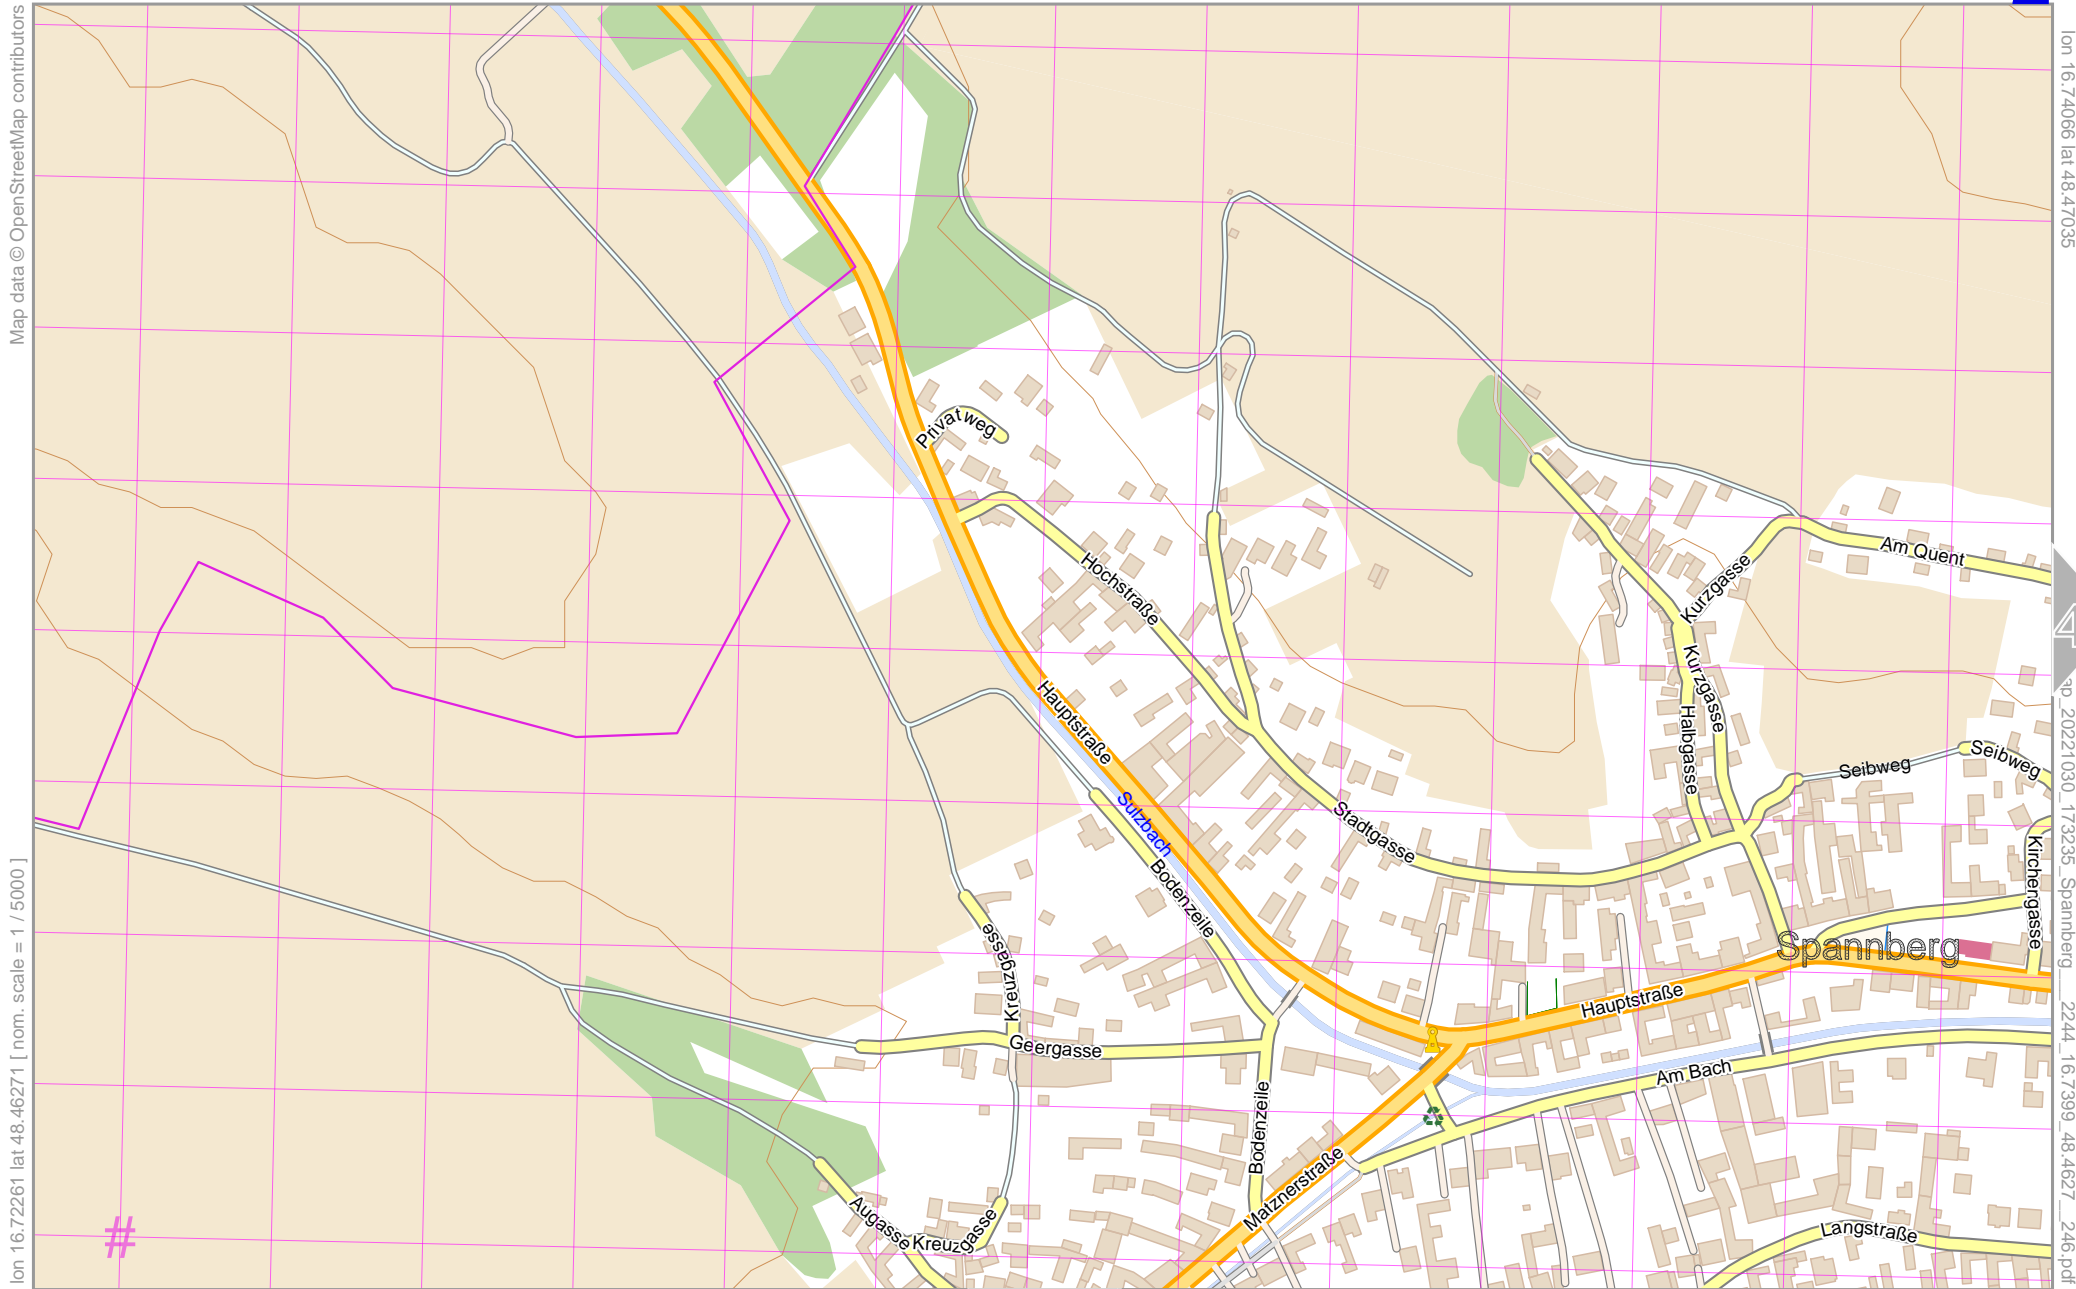 Map data © OpenStreetMap contributors
lon 16.74066 lat 48.47035
Privatweg
Hochstraße
Am Quent
Kurzgasse
Kurzgasse
Halbgasse
Hauptstraße
Seibweg
Seibweg
Sulzbach
Stadtgasse
Bodenzeile
Kirchengasse
Kreuzgasse
Spannberg
Hauptstraße
Geergasse
Am Bach
Bodenzeile
Matznerstraße
Augasse
Kreuzgasse
Langstraße
#
4
lon 16.72261 lat 48.46271 [ nom. scale = 1 / 5000 ]